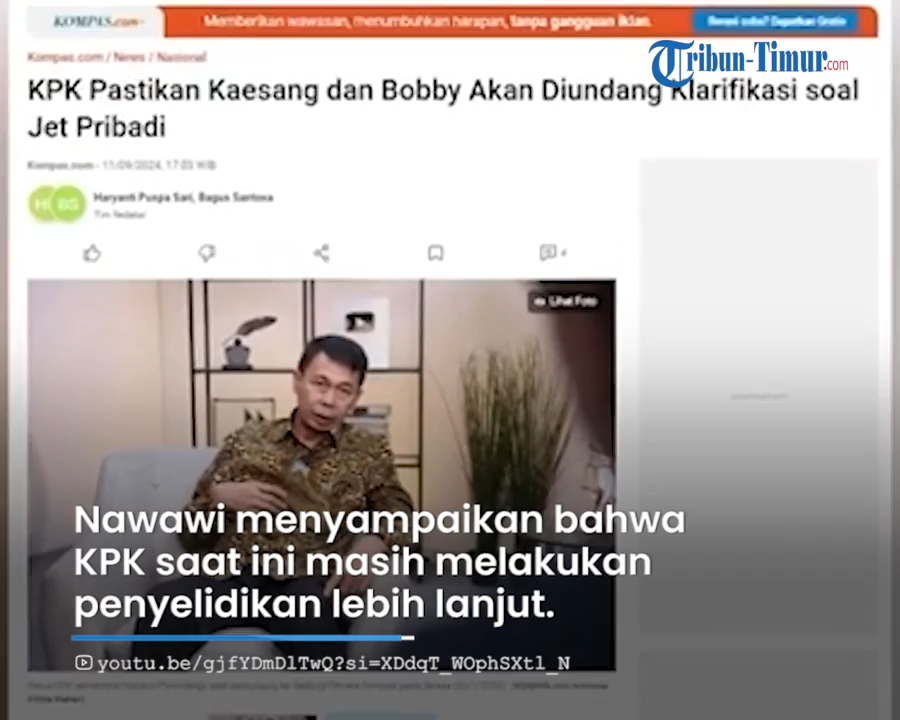 KOMPAS.com
Memberikan wawasan, menumbuhkan harapan, tanpa gangguan iklan.
Tribun-Timur.com
Kompas.com / News / Nasional
KPK Pastikan Kaesang dan Bobby Akan Diundang Klarifikasi soal
Jet Pribadi
Kompas.com - 11/09/2024, 17:03 WIB
H BS
Haryanti Puspa Sari, Bagus Santosa
Tim Redaksi
Lihat Foto
Nawawi menyampaikan bahwa
KPK saat ini masih melakukan
penyelidikan lebih lanjut.
youtu.be/gjfYDmDlTwQ?si=XDdqT_WOphSXtl_N